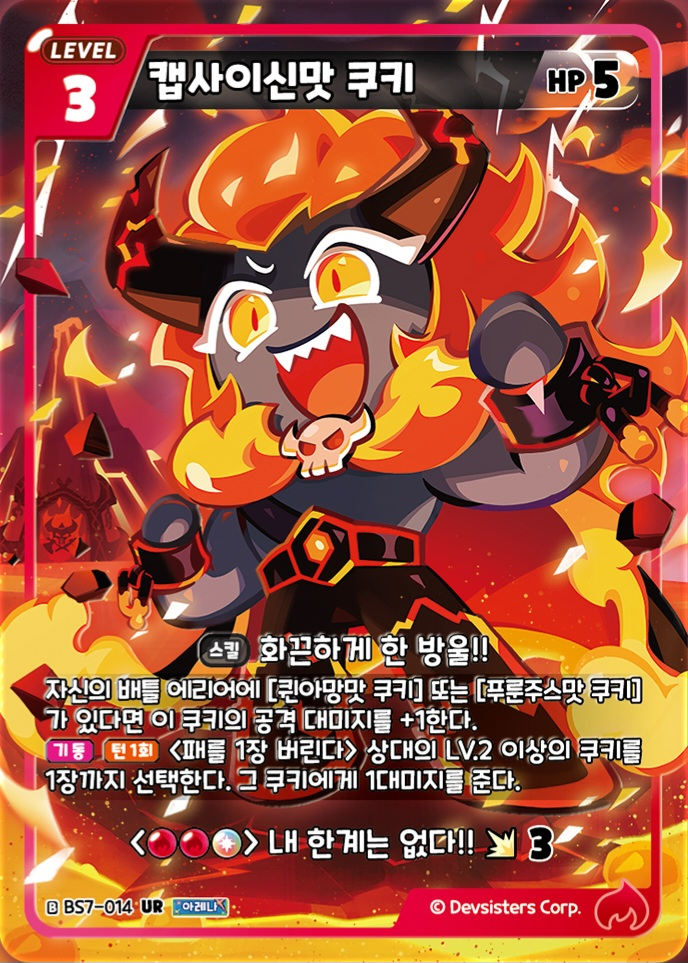 LEVEL
3
캡사이신맛 쿠키
HP 5
스킬 화끈하게 한 방울!!
자신의 배틀 에리어에 [퀸아망맛 쿠키] 또는 [푸룬주스맛 쿠키]
가 있다면 이 쿠키의 공격 대미지를 +1한다.
기동 턴 1회 <패를 1장 버린다> 상대의 LV.2 이상의 쿠키를
1장까지 선택한다. 그 쿠키에게 1대미지를 준다.
< > 내 한계는 없다!! 3
B BS7-014 UR 아레나
© Devsisters Corp.